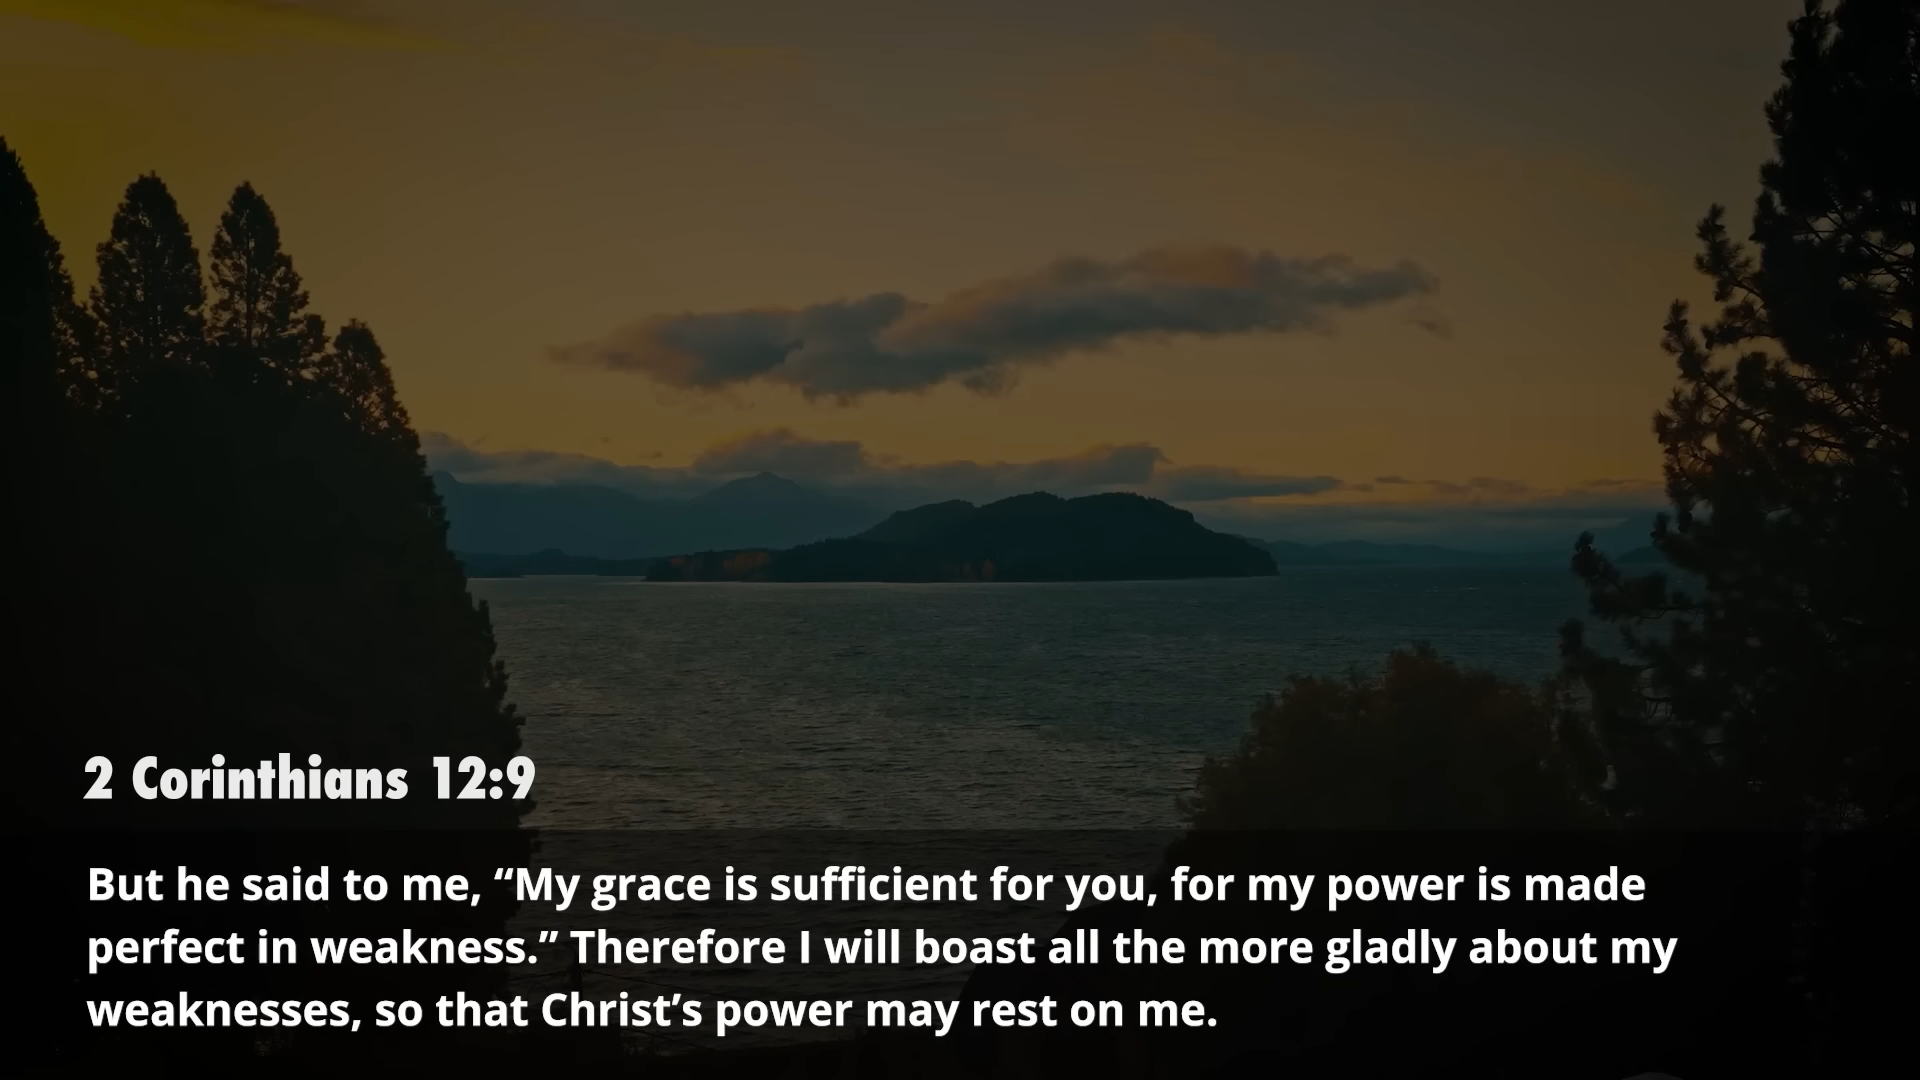 2 Corinthians 12:9
But he said to me, “My grace is sufficient for you, for my power is made
perfect in weakness.” Therefore I will boast all the more gladly about my
weaknesses, so that Christ’s power may rest on me.